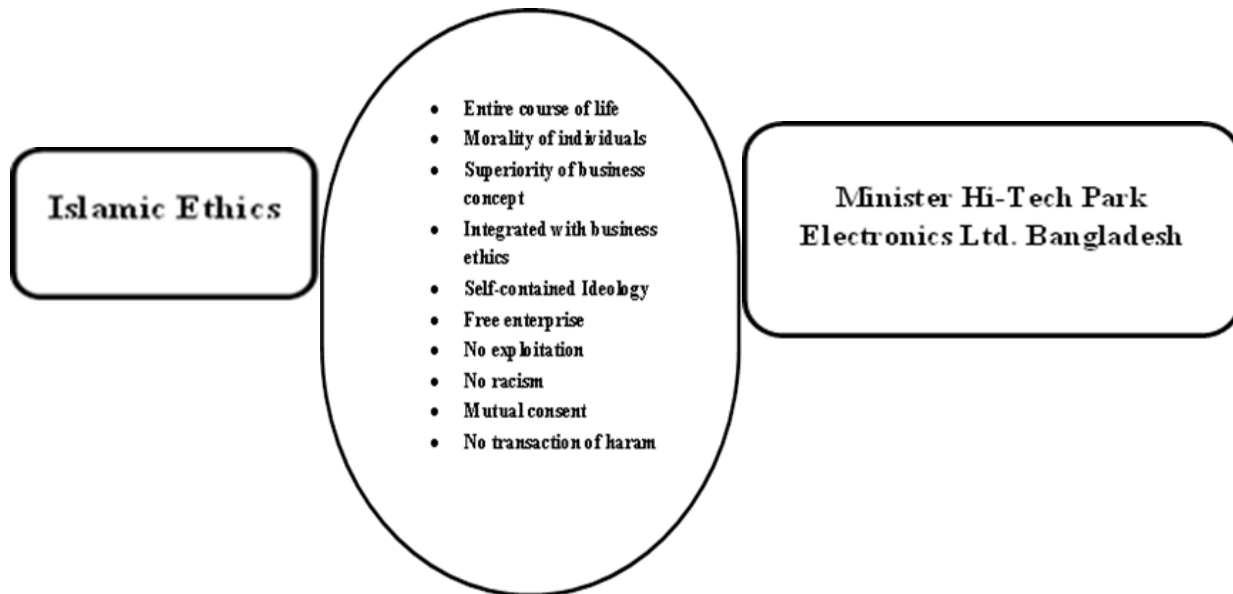 Islamic Ethics
• Entire course of life
• Morality of individuals
• Superiority of business
concept
• Integrated with business
ethics
• Self-contained Ideology
• Free enterprise
• No exploitation
• No racism
• Mutual consent
• No transaction of haram
Minister Hi-Tech Park
Electronics Ltd. Bangladesh